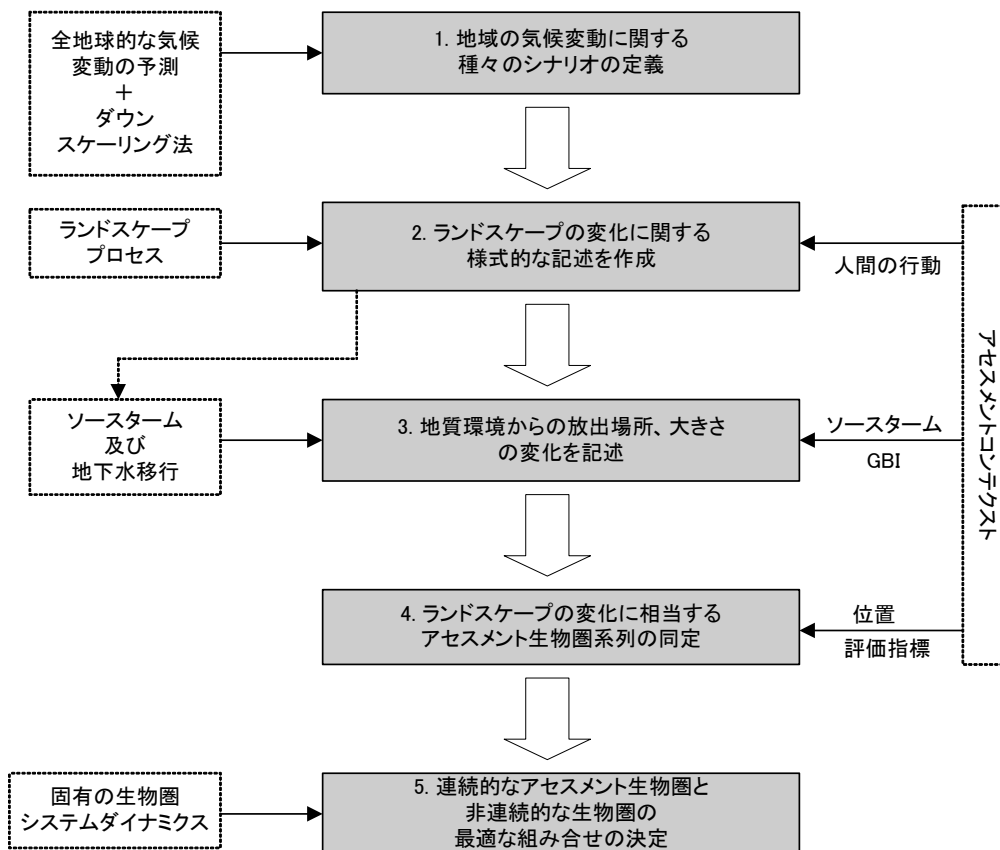 全地球的な気候
変動の予測
＋
ダウン
スケーリング法
1. 地域の気候変動に関する
種々のシナリオの定義
ランドスケープ
プロセス
2. ランドスケープの変化に関する
様式的な記述を作成
人間の行動
アセスメントコンテクスト
ソースターム
及び
地下水移行
3. 地質環境からの放出場所、大きさ
の変化を記述
ソースターム
GBI
4. ランドスケープの変化に相当する
アセスメント生物圏系列の同定
位置
評価指標
固有の生物圏
システムダイナミクス
5. 連続的なアセスメント生物圏と
非連続的な生物圏の
最適な組み合せの決定